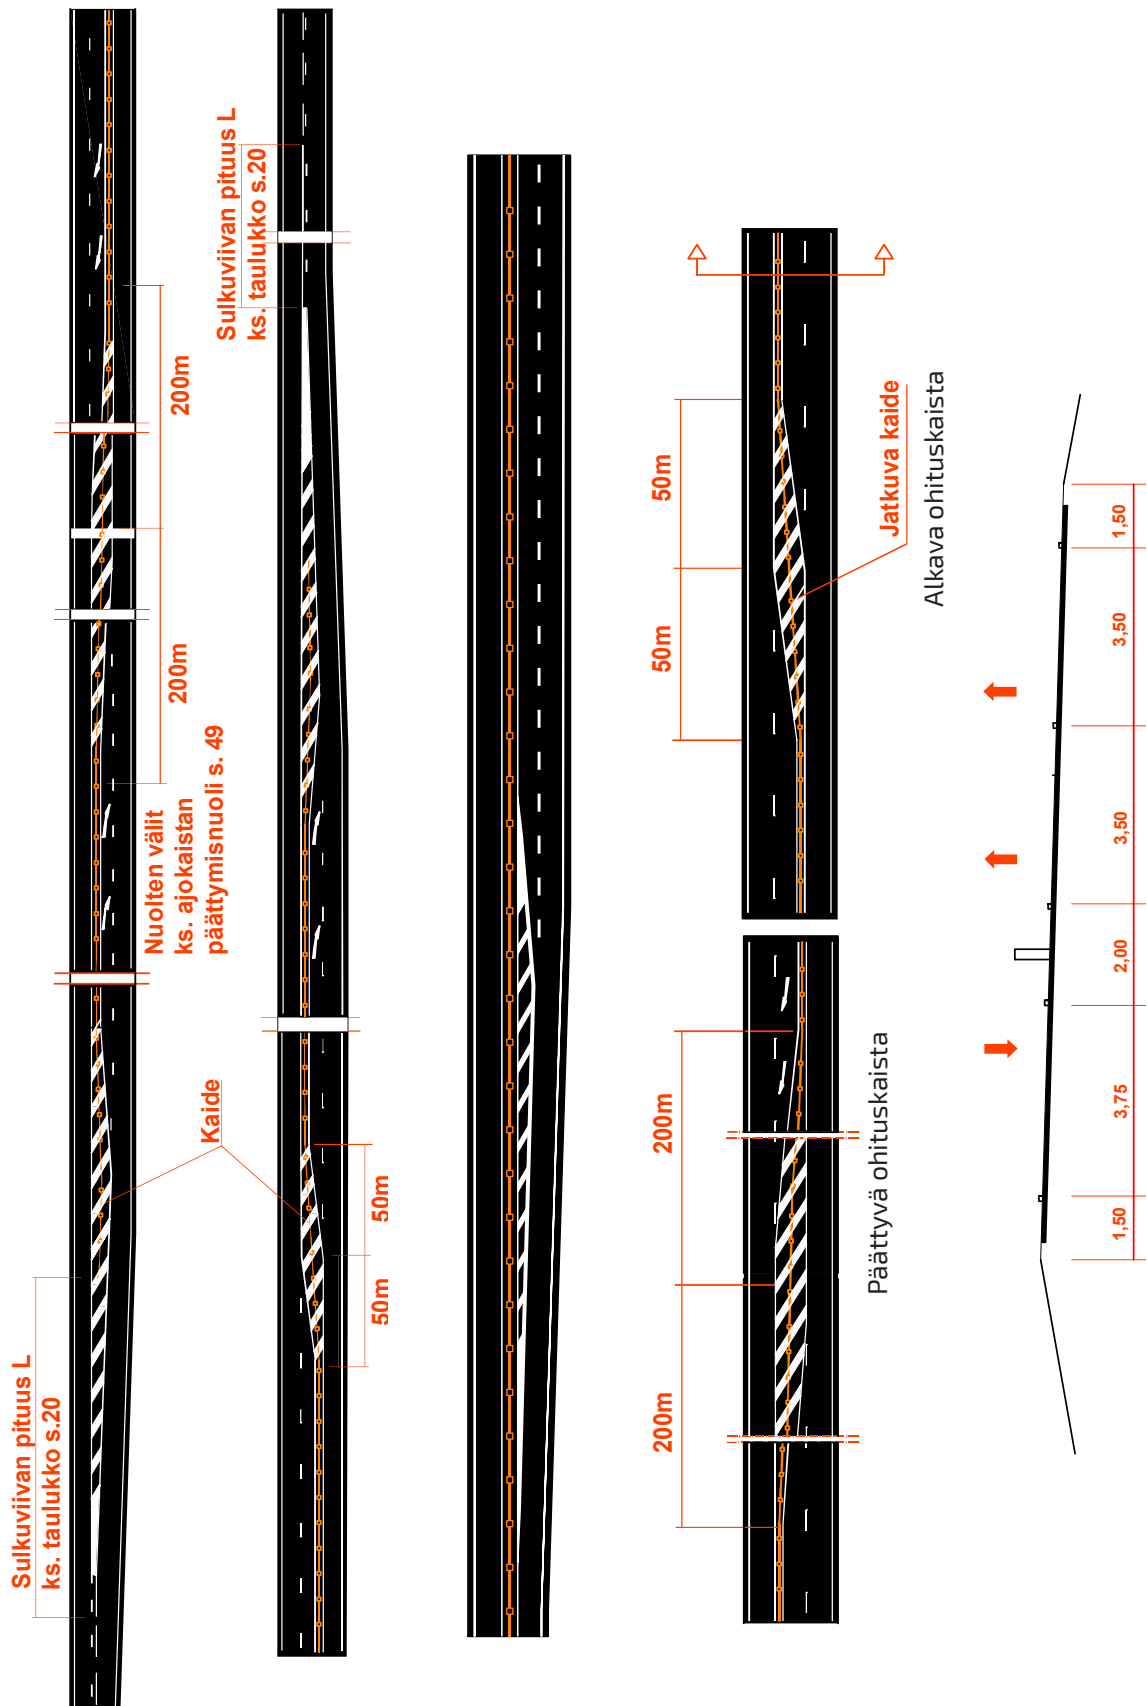 Sulkuviivan pituus L
ks. taulukko s.20
200m
200m
Nuolten välit
ks. ajokaistan
päättymisnuoli s. 49
Sulkuviivan pituus L
ks. taulukko s.20
Kaide
50m
50m
50m
50m
Jatkuva kaide
Alkava ohituskaista
200m
200m
Päättyvä ohituskaista
1,50
3,75
2,00
3,50
3,50
1,50